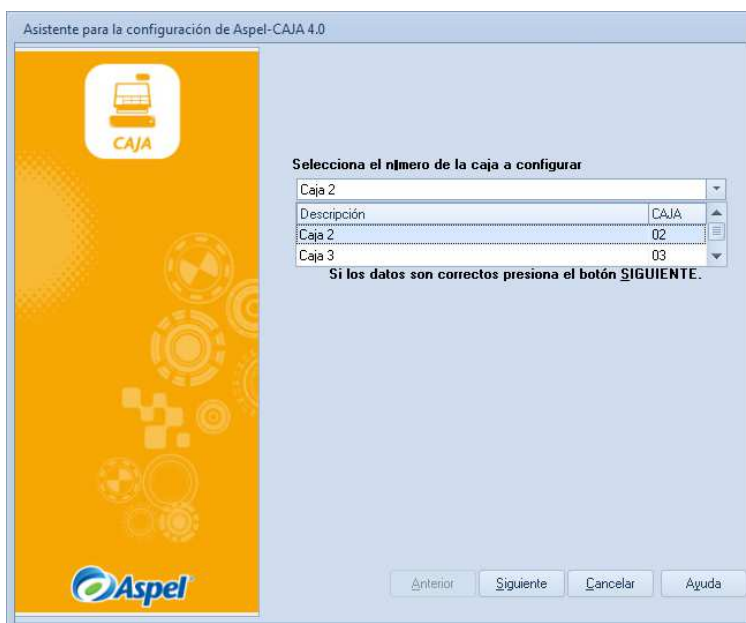 Asistente para la configuración de Aspel-CAJA 4.0
CAJA
Selecciona el número de la caja a configurar
Caja 2
Descripción CAJA
Caja 2 02
Caja 3 03
Si los datos son correctos presiona el botón SIGUIENTE.
Aspel
Anterior Siguiente Cancelar Ayuda